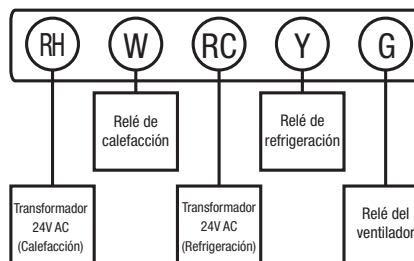 RH W RC Y G
Relé de
calefacción
Relé de
refrigeración
Transformador
24V AC
(Calefacción)
Transformador
24V AC
(Refrigeración)
Relé del
ventilador